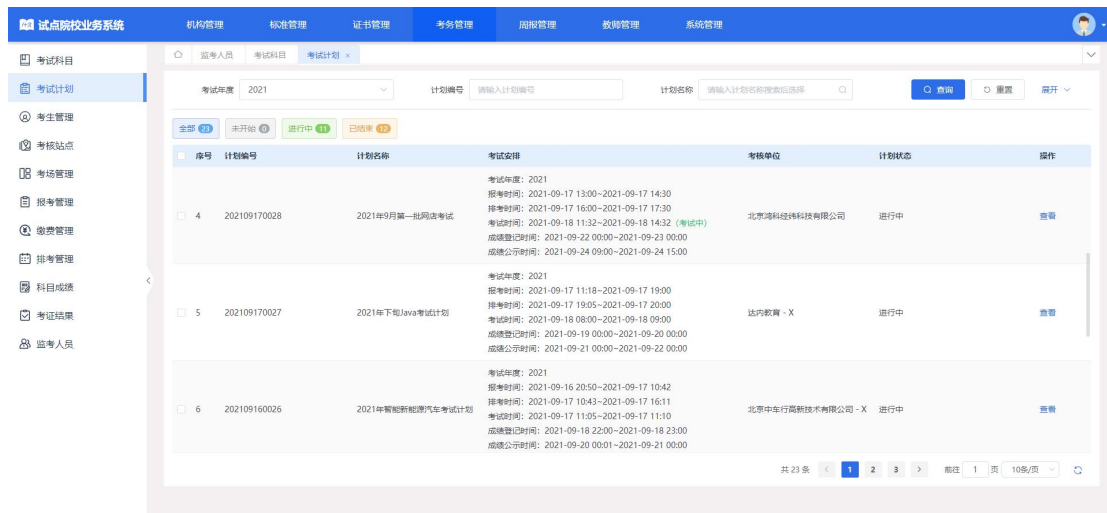 试点院校业务系统 机构管理 标准管理 证书管理 考务管理 周报管理 教师管理 系统管理
考试科目
考试计划
考生管理
考核站点
考场管理
报考管理
缴费管理
排考管理
科目成绩
考证结果
监考人员
监考人员 考试科目 考试计划 ×
考试年度 2021 计划编号 请输入计划编号 计划名称 请输入计划名称搜索后选择 查询 重置 展开
全部 23 未开始 0 进行中 11 已结束 12
序号 计划编号 计划名称 考试安排 考核单位 计划状态 操作
考试年度：2021
报考时间：2021-09-17 13:00~2021-09-17 14:30
排考时间：2021-09-17 16:00~2021-09-17 17:30
4 202109170028 2021年9月第一批网店考试 考试时间：2021-09-18 11:32~2021-09-18 14:32（考试中） 北京鸿科经纬科技有限公司 进行中 查看
成绩登记时间：2021-09-22 00:00~2021-09-23 00:00
成绩公示时间：2021-09-24 09:00~2021-09-24 15:00
考试年度：2021
报考时间：2021-09-17 11:18~2021-09-17 19:00
排考时间：2021-09-17 19:05~2021-09-17 20:00
5 202109170027 2021年下旬Java考试计划 考试时间：2021-09-18 08:00~2021-09-18 09:00 达内教育 - X 进行中 查看
成绩登记时间：2021-09-19 00:00~2021-09-20 00:00
成绩公示时间：2021-09-21 00:00~2021-09-22 00:00
考试年度：2021
报考时间：2021-09-16 20:50~2021-09-17 10:42
排考时间：2021-09-17 10:43~2021-09-17 16:11
6 202109160026 2021年智能新能源汽车考试计划 考试时间：2021-09-17 11:05~2021-09-17 11:10 北京中车行高新技术有限公司 - X 进行中 查看
成绩登记时间：2021-09-18 22:00~2021-09-18 23:00
成绩公示时间：2021-09-20 00:01~2021-09-21 00:00
共 23 条 1 2 3 前往 1 页 10条/页